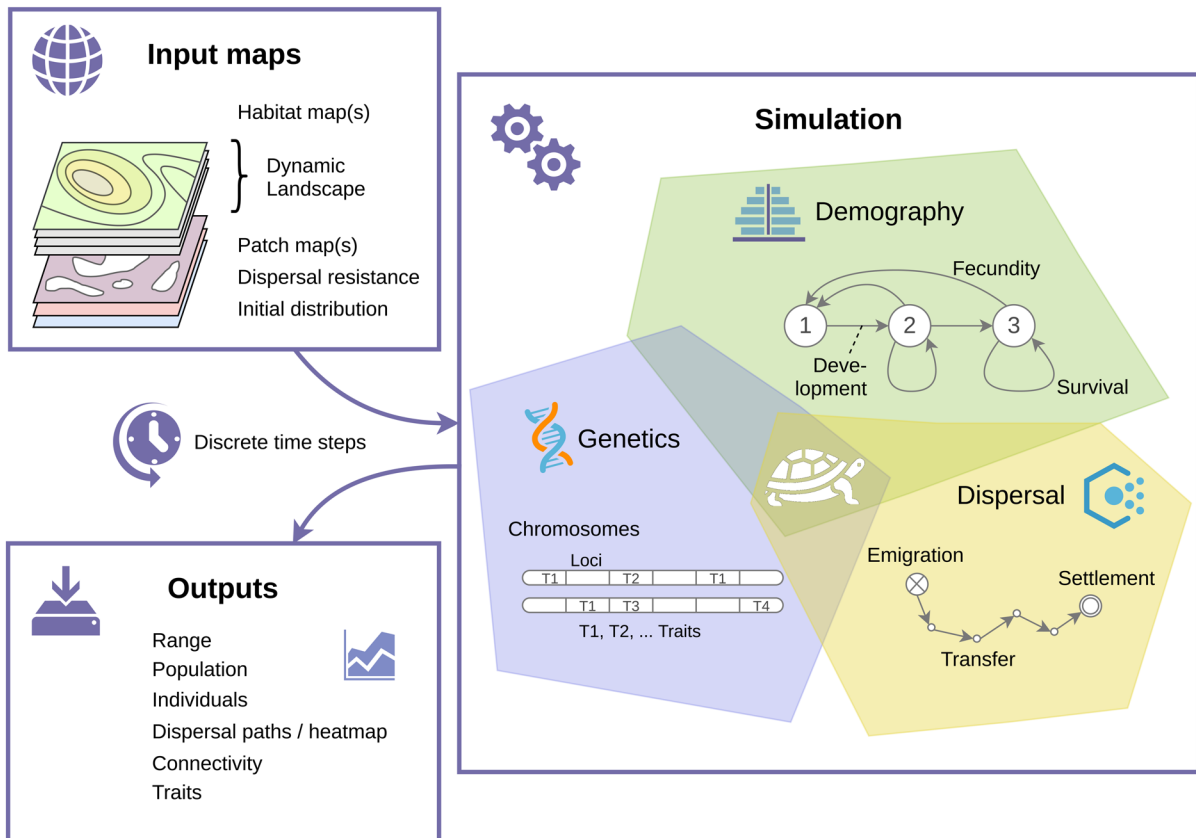 Input maps
Habitat map(s)
Dynamic
Landscape
Patch map(s)
Dispersal resistance
Initial distribution
Discrete time steps
Outputs
Range
Population
Individuals
Dispersal paths / heatmap
Connectivity
Traits
Simulation
Demography
Fecundity
1 2 3
Deve-
lopment
Survival
Genetics
Chromosomes
Loci
T1 T2 T1
T1 T3 T4
T1, T2, ... Traits
Dispersal
Emigration
Settlement
Transfer